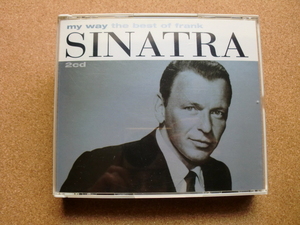 my way the best of frank
SINATRA
2cd